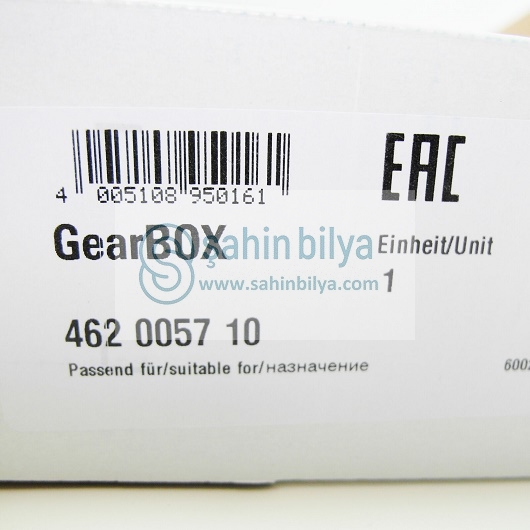 EAC
4 005108 950161
GearBOX
Einheit/Unit
1
şahin bilya
www.sahinbilya.com
462 0057 10
Passend für/suitable for/назначение